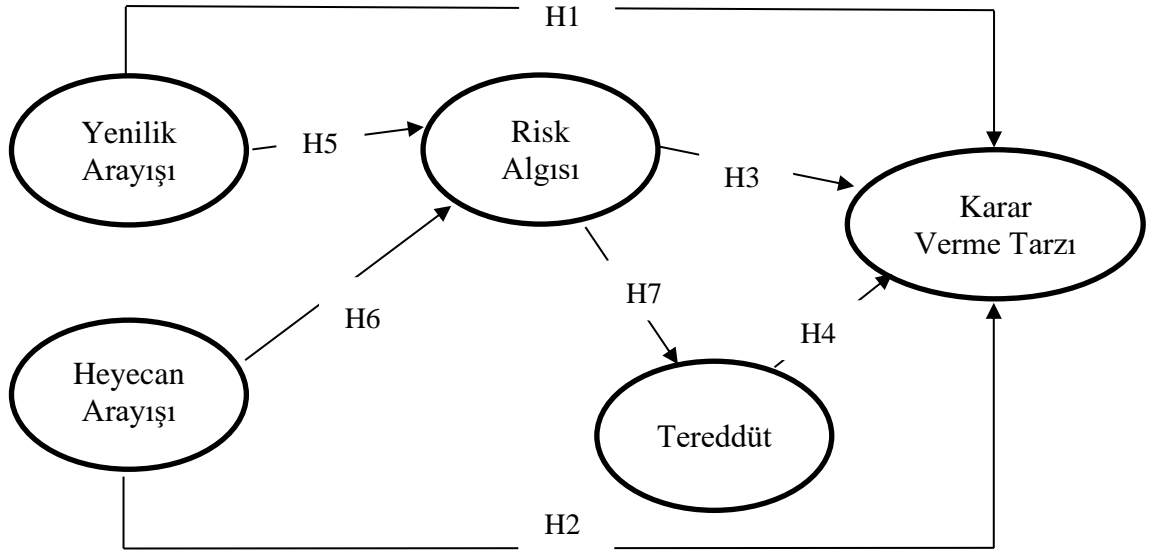 H1
Yenilik
Arayışı
H5
Risk
Algısı
H3
Karar
Verme Tarzı
H6
H7
H4
Heyecan
Arayışı
Tereddüt
H2